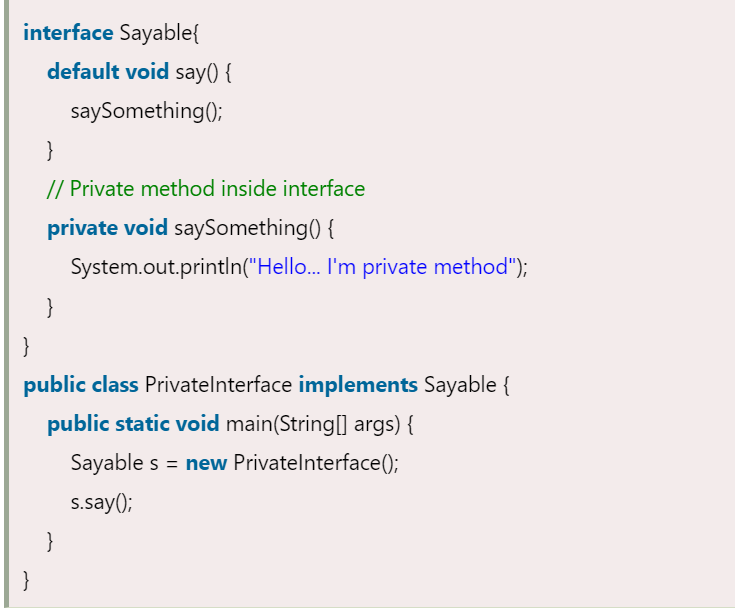 interface Sayable{
default void say() {
saySomething();
}
// Private method inside interface
private void saySomething() {
System.out.println("Hello... I'm private method");
}
}
public class PrivateInterface implements Sayable {
public static void main(String[] args) {
Sayable s = new PrivateInterface();
s.say();
}
}